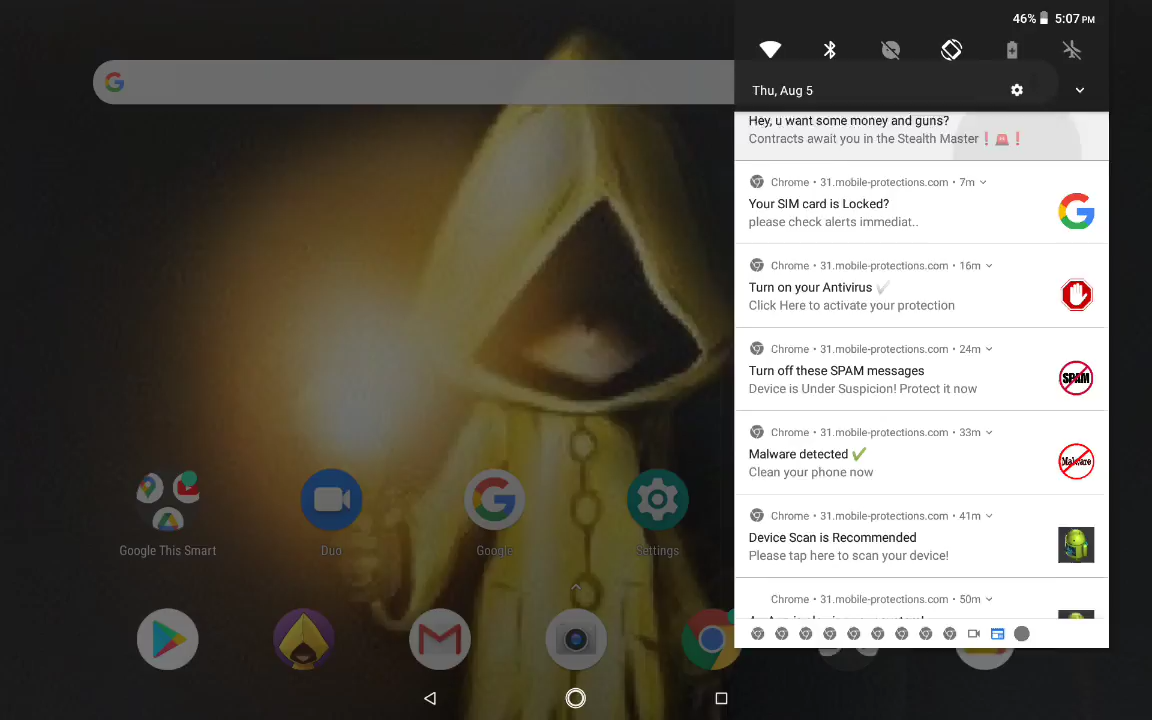 46% 5:07 PM
Thu, Aug 5
Hey, u want some money and guns?
Contracts await you in the Stealth Master❗🚨❗
Chrome • 31.mobile-protections.com • 7m
Your SIM card is Locked?
please check alerts immediat..
Chrome • 31.mobile-protections.com • 16m
Turn on your Antivirus ✔
Click Here to activate your protection
Chrome • 31.mobile-protections.com • 24m
Turn off these SPAM messages
Device is Under Suspicion! Protect it now
SPAM
Chrome • 31.mobile-protections.com • 33m
Malware detected ✔
Clean your phone now
Malware
Chrome • 31.mobile-protections.com • 41m
Device Scan is Recommended
Please tap here to scan your device!
Chrome • 31.mobile-protections.com • 50m
Google This Smart
Duo
Google
Settings